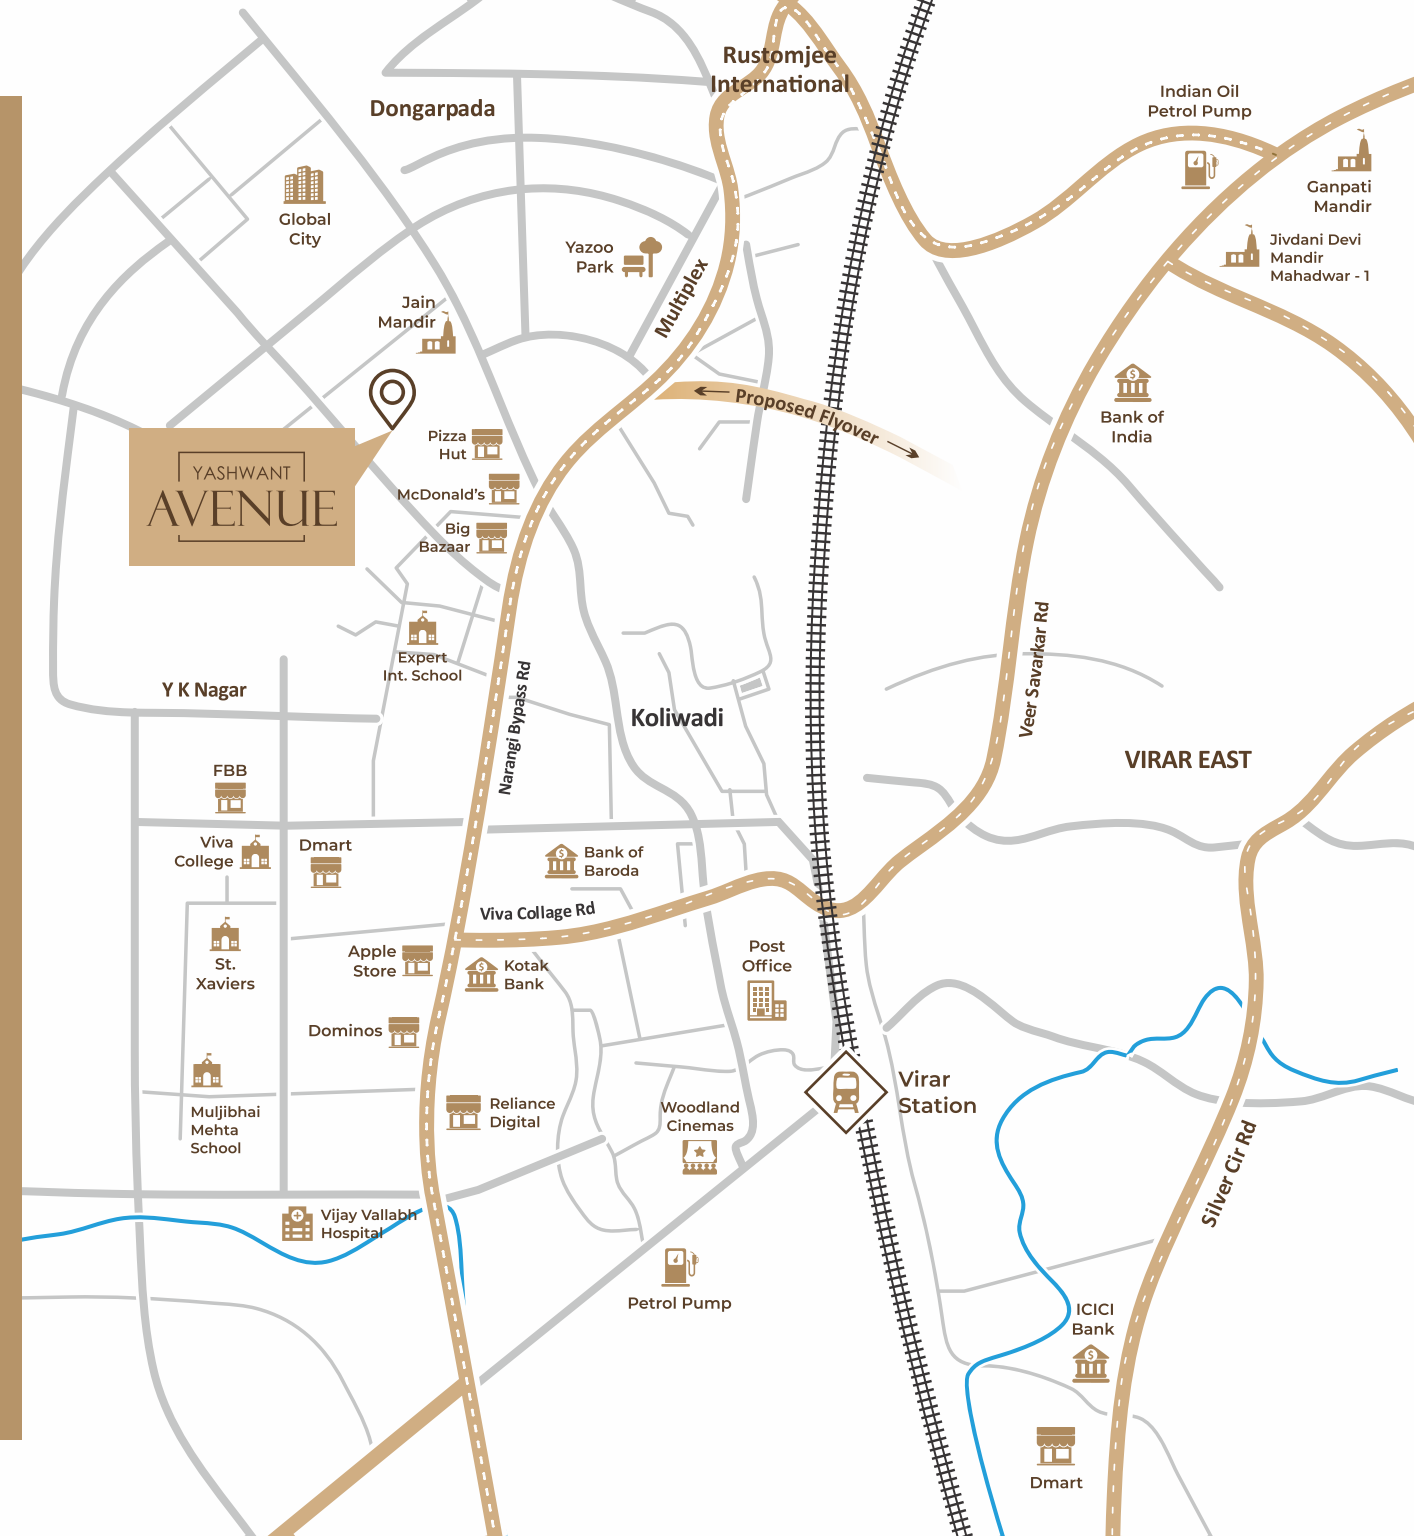 Rustomjee
International
Dongarpada
Indian Oil
Petrol Pump
Ganpati
Mandir
Global
City
Yazoo
Park
Jivdani Devi
Mandir
Mahadwar - 1
Multiplex
Jain
Mandir
Proposed Flyover
Bank of
India
Pizza
Hut
YASHWANT
AVENUE
McDonald's
Big
Bazaar
Expert
Int. School
Veer Savarkar Rd
Y K Nagar
Narangi Bypass Rd
Koliwadi
VIRAR EAST
FBB
Viva
College
Dmart
Bank of
Baroda
Viva Collage Rd
Apple
Store
Kotak
Bank
Post
Office
St.
Xaviers
Dominos
Virar
Station
Muljibhai
Mehta
School
Reliance
Digital
Woodland
Cinemas
Silver Cir Rd
Vijay Vallabh
Hospital
Petrol Pump
ICICI
Bank
Dmart